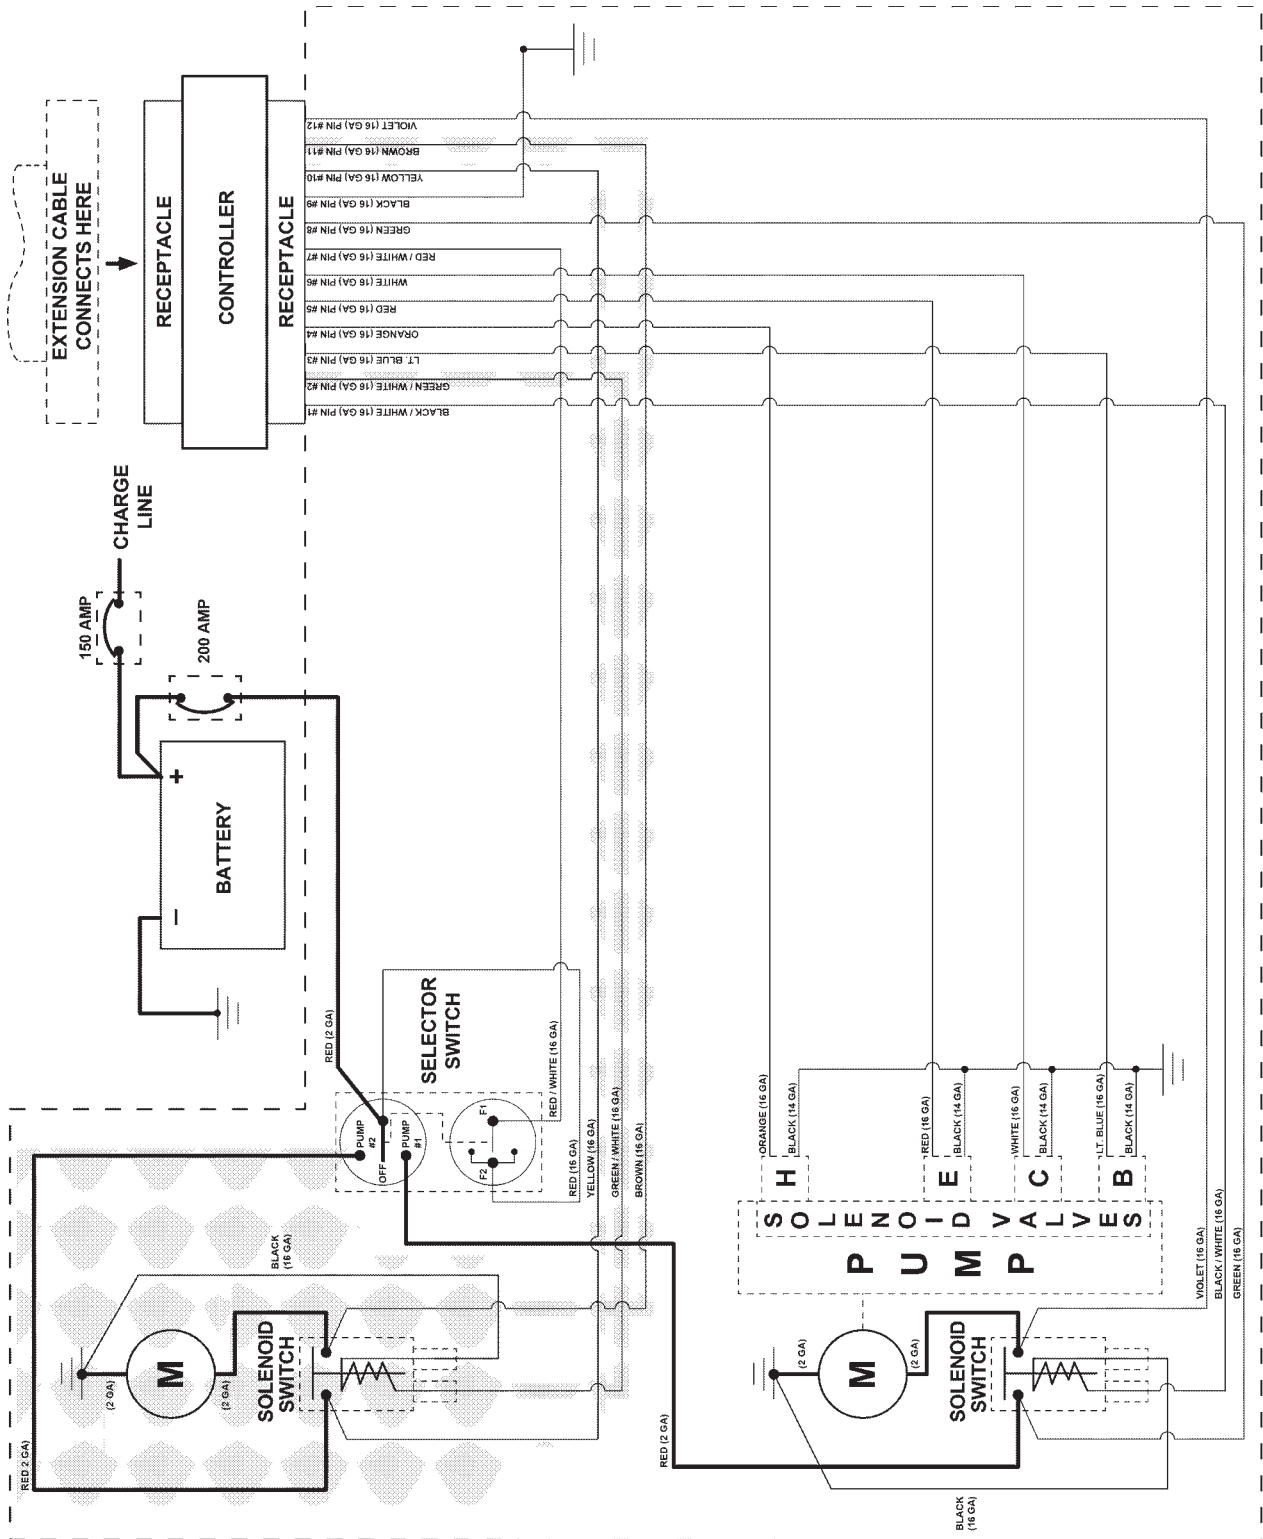 EXTENSION CABLE
CONNECTS HERE
RECEPTACLE
CONTROLLER
RECEPTACLE
VIOLET (16 GA) PIN #12
BROWN (16 GA) PIN #11
YELLOW (16 GA) PIN #10
BLACK (16 GA) PIN #9
GREEN (16 GA) PIN #8
RED / WHITE (16 GA) PIN #7
WHITE (16 GA) PIN #6
RED (16 GA) PIN #5
ORANGE (16 GA) PIN #4
LT. BLUE (16 GA) PIN #3
GREEN / WHITE (16 GA) PIN #2
BLACK / WHITE (16 GA) PIN #1
CHARGE
LINE
150 AMP
200 AMP
+
BATTERY
–
RED (2 GA)
SELECTOR
SWITCH
PUMP
#2
OFF
PUMP
#1
F1
F2
RED / WHITE (16 GA)
RED (16 GA)
YELLOW (16 GA)
GREEN / WHITE (16 GA)
BROWN (16 GA)
ORANGE (16 GA)
BLACK (14 GA)
RED (16 GA)
BLACK (14 GA)
WHITE (16 GA)
BLACK (14 GA)
LT. BLUE (16 GA)
BLACK (14 GA)
H
E
C
B
SOLENOID VALVES
PUMP
VIOLET (16 GA)
BLACK / WHITE (16 GA)
GREEN (16 GA)
BLACK
(16 GA)
(2 GA)
M
(2 GA)
SOLENOID
SWITCH
RED 2 GA)
RED (2 GA)
(2 GA)
M
(2 GA)
SOLENOID
SWITCH
BLACK
(16 GA)